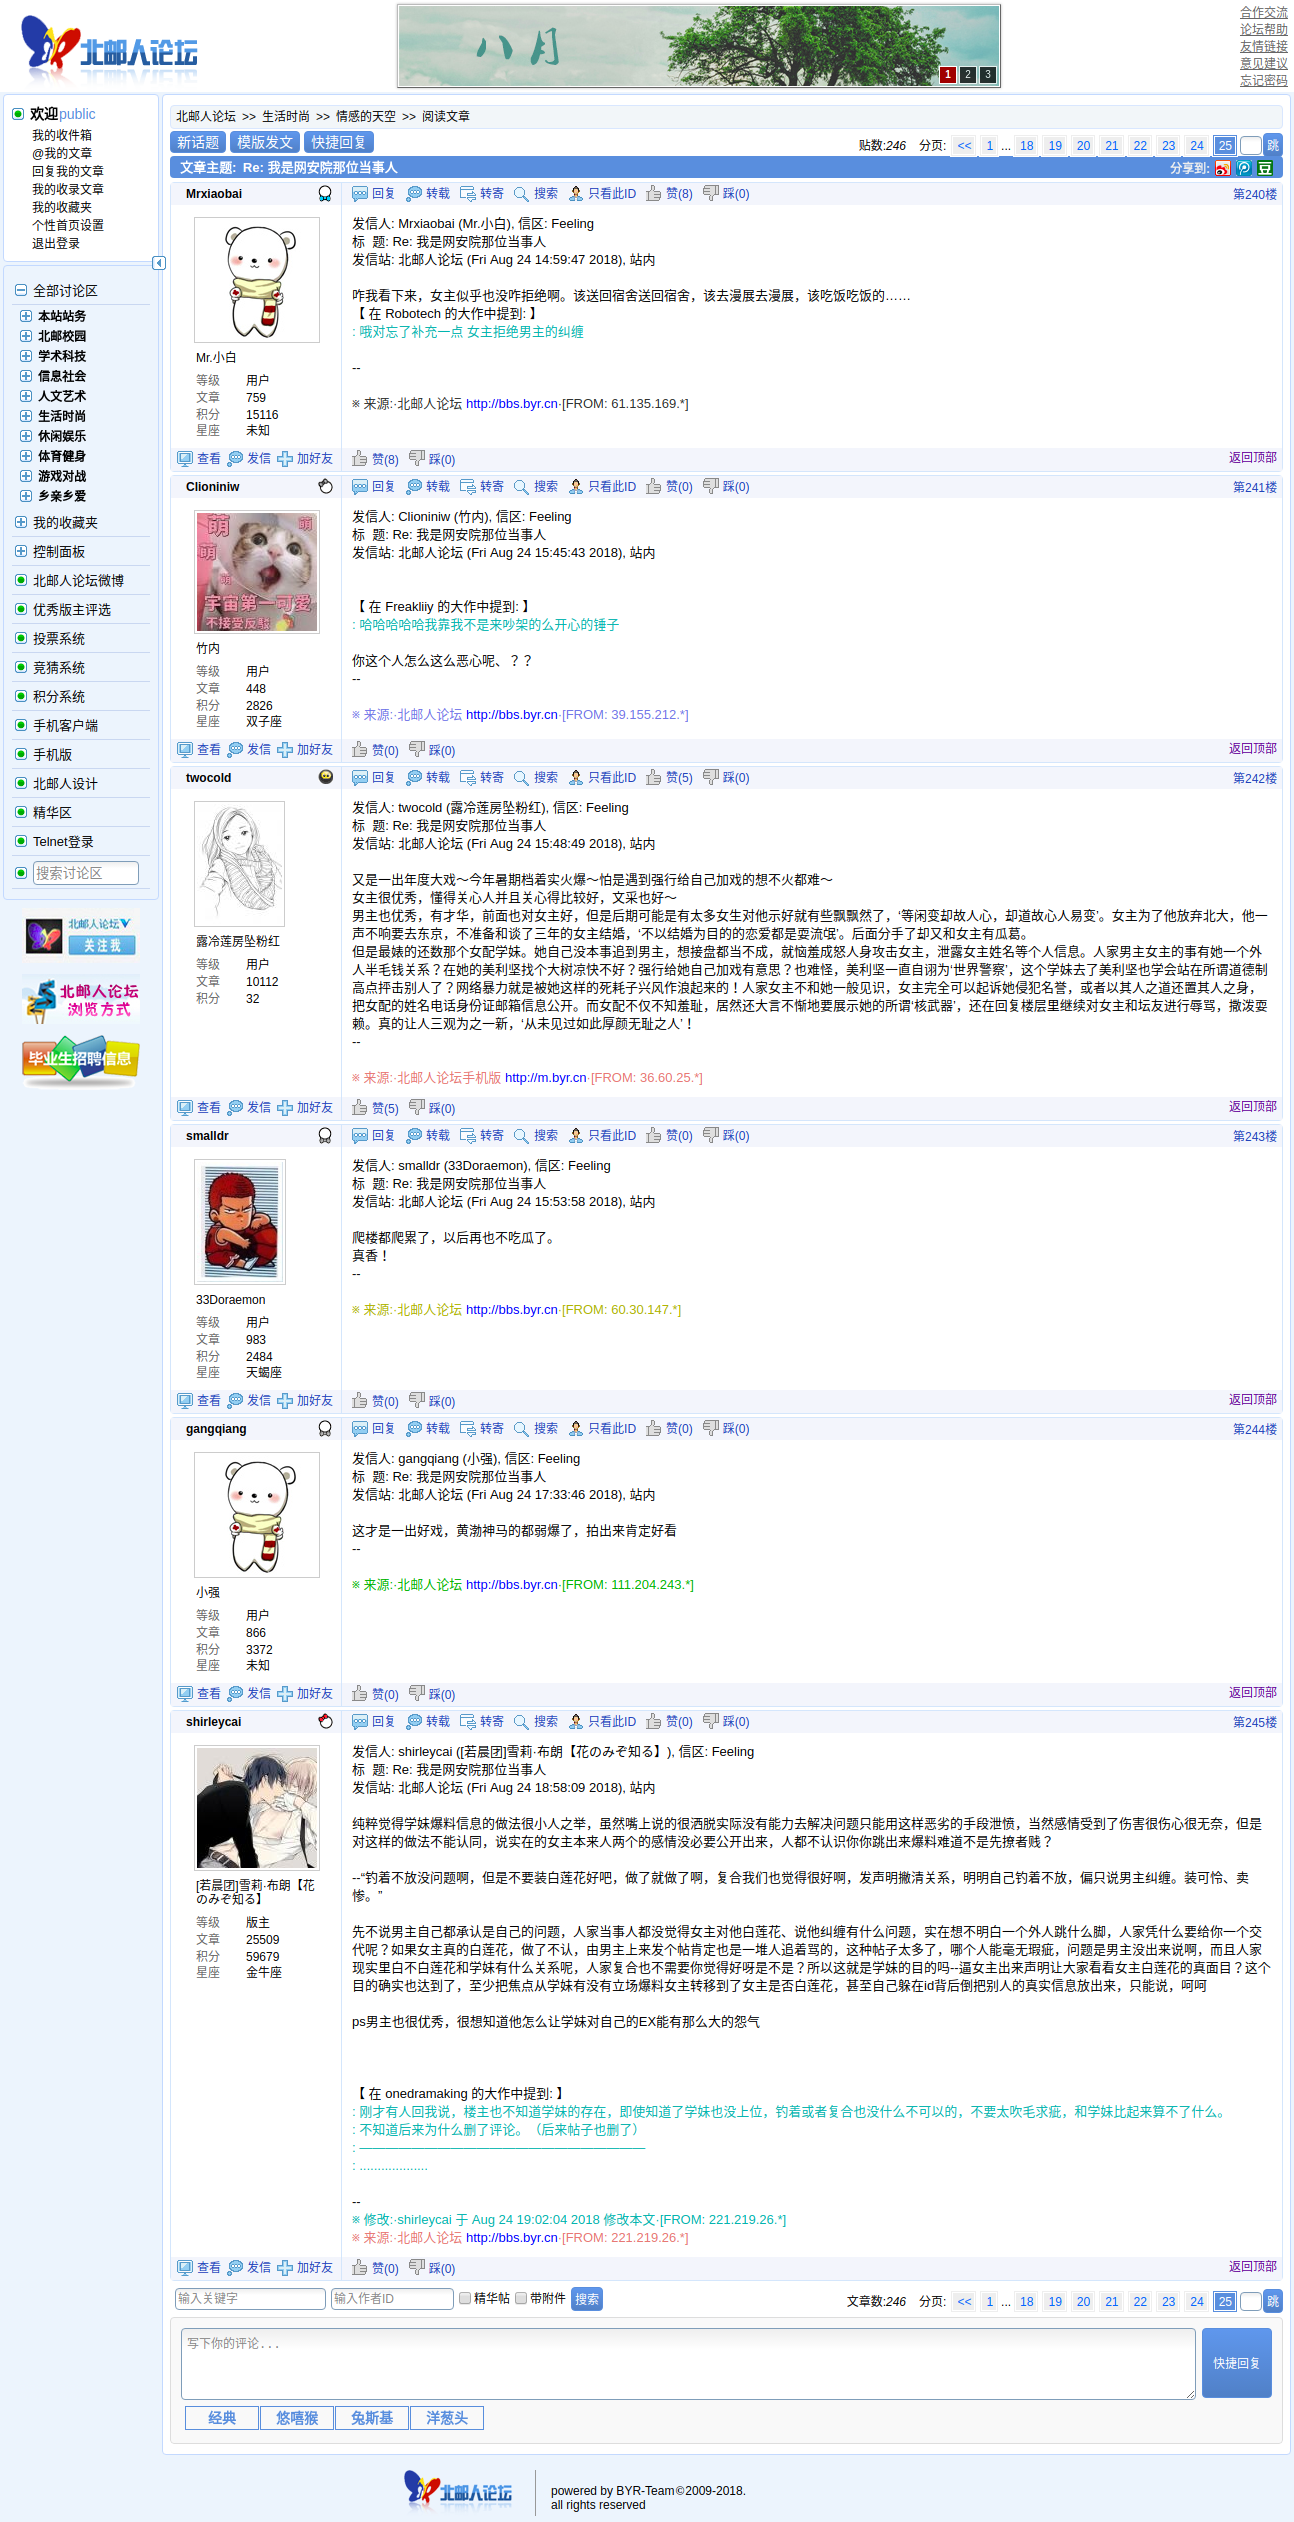 北邮人论坛
八月
1 2 3
合作交流
论坛帮助
友情链接
意见建议
忘记密码
欢迎public
我的收件箱
@我的文章
回复我的文章
我的收录文章
我的收藏夹
个性首页设置
退出登录
全部讨论区
本站站务
北邮校园
学术科技
信息社会
人文艺术
生活时尚
休闲娱乐
体育健身
游戏对战
乡亲乡爱
我的收藏夹
控制面板
北邮人论坛微博
优秀版主评选
投票系统
竞猜系统
积分系统
手机客户端
手机版
北邮人设计
精华区
Telnet登录
搜索讨论区
北邮人论坛
关注我
北邮人论坛
浏览方式
毕业生招聘信息
北邮人论坛 >> 生活时尚 >> 情感的天空 >> 阅读文章
新话题 模版发文 快捷回复
贴数:246 分页: << 1 ... 18 19 20 21 22 23 24 25 跳
文章主题: Re: 我是网安院那位当事人
分享到:
豆
Mrxiaobai
回复 转载 转寄 搜索 只看此ID 赞(8) 踩(0) 第240楼
Mr.小白
等级 用户
文章 759
积分 15116
星座 未知
发信人: Mrxiaobai (Mr.小白), 信区: Feeling
标 题: Re: 我是网安院那位当事人
发信站: 北邮人论坛 (Fri Aug 24 14:59:47 2018), 站内
咋我看下来，女主似乎也没咋拒绝啊。该送回宿舍送回宿舍，该去漫展去漫展，该吃饭吃饭的……
【 在 Robotech 的大作中提到: 】
: 哦对忘了补充一点 女主拒绝男主的纠缠
--
※ 来源:·北邮人论坛 http://bbs.byr.cn·[FROM: 61.135.169.*]
查看 发信 加好友 赞(8) 踩(0) 返回顶部
Clioniniw
回复 转载 转寄 搜索 只看此ID 赞(0) 踩(0) 第241楼
萌
萌
萌
萌
宇宙第一可愛
不接受反駁
竹内
等级 用户
文章 448
积分 2826
星座 双子座
发信人: Clioniniw (竹内), 信区: Feeling
标 题: Re: 我是网安院那位当事人
发信站: 北邮人论坛 (Fri Aug 24 15:45:43 2018), 站内
【 在 Freakliiy 的大作中提到: 】
: 哈哈哈哈哈我靠我不是来吵架的么开心的锤子
你这个人怎么这么恶心呢、？？
--
※ 来源:·北邮人论坛 http://bbs.byr.cn·[FROM: 39.155.212.*]
查看 发信 加好友 赞(0) 踩(0) 返回顶部
twocold
回复 转载 转寄 搜索 只看此ID 赞(5) 踩(0) 第242楼
露冷莲房坠粉红
等级 用户
文章 10112
积分 32
发信人: twocold (露冷莲房坠粉红), 信区: Feeling
标 题: Re: 我是网安院那位当事人
发信站: 北邮人论坛 (Fri Aug 24 15:48:49 2018), 站内
又是一出年度大戏～今年暑期档着实火爆～怕是遇到强行给自己加戏的想不火都难～
女主很优秀，懂得关心人并且关心得比较好，文采也好～
男主也优秀，有才华，前面也对女主好，但是后期可能是有太多女生对他示好就有些飘飘然了，‘等闲变却故人心，却道故心人易变’。女主为了他放弃北大，他一
声不响要去东京，不准备和谈了三年的女主结婚，‘不以结婚为目的的恋爱都是耍流氓’。后面分手了却又和女主有瓜葛。
但是最婊的还数那个女配学妹。她自己没本事追到男主，想接盘都当不成，就恼羞成怒人身攻击女主，泄露女主姓名等个人信息。人家男主女主的事有她一个外
人半毛钱关系？在她的美利坚找个大树凉快不好？强行给她自己加戏有意思？也难怪，美利坚一直自诩为‘世界警察’，这个学妹去了美利坚也学会站在所谓道德制
高点抨击别人了？网络暴力就是被她这样的死耗子兴风作浪起来的！人家女主不和她一般见识，女主完全可以起诉她侵犯名誉，或者以其人之道还置其人之身，
把女配的姓名电话身份证邮箱信息公开。而女配不仅不知羞耻，居然还大言不惭地要展示她的所谓‘核武器’，还在回复楼层里继续对女主和坛友进行辱骂，撒泼耍
赖。真的让人三观为之一新，‘从未见过如此厚颜无耻之人’！
--
※ 来源:·北邮人论坛手机版 http://m.byr.cn·[FROM: 36.60.25.*]
查看 发信 加好友 赞(5) 踩(0) 返回顶部
smalldr
回复 转载 转寄 搜索 只看此ID 赞(0) 踩(0) 第243楼
33Doraemon
等级 用户
文章 983
积分 2484
星座 天蝎座
发信人: smalldr (33Doraemon), 信区: Feeling
标 题: Re: 我是网安院那位当事人
发信站: 北邮人论坛 (Fri Aug 24 15:53:58 2018), 站内
爬楼都爬累了，以后再也不吃瓜了。
真香！
--
※ 来源:·北邮人论坛 http://bbs.byr.cn·[FROM: 60.30.147.*]
查看 发信 加好友 赞(0) 踩(0) 返回顶部
gangqiang
回复 转载 转寄 搜索 只看此ID 赞(0) 踩(0) 第244楼
小强
等级 用户
文章 866
积分 3372
星座 未知
发信人: gangqiang (小强), 信区: Feeling
标 题: Re: 我是网安院那位当事人
发信站: 北邮人论坛 (Fri Aug 24 17:33:46 2018), 站内
这才是一出好戏，黄渤神马的都弱爆了，拍出来肯定好看
--
※ 来源:·北邮人论坛 http://bbs.byr.cn·[FROM: 111.204.243.*]
查看 发信 加好友 赞(0) 踩(0) 返回顶部
shirleycai
回复 转载 转寄 搜索 只看此ID 赞(0) 踩(0) 第245楼
[若晨团]雪莉·布朗【花
のみぞ知る】
等级 版主
文章 25509
积分 59679
星座 金牛座
发信人: shirleycai ([若晨团]雪莉·布朗【花のみぞ知る】), 信区: Feeling
标 题: Re: 我是网安院那位当事人
发信站: 北邮人论坛 (Fri Aug 24 18:58:09 2018), 站内
纯粹觉得学妹爆料信息的做法很小人之举，虽然嘴上说的很洒脱实际没有能力去解决问题只能用这样恶劣的手段泄愤，当然感情受到了伤害很伤心很无奈，但是
对这样的做法不能认同，说实在的女主本来人两个的感情没必要公开出来，人都不认识你你跳出来爆料难道不是先撩者贱？
--“钓着不放没问题啊，但是不要装白莲花好吧，做了就做了啊，复合我们也觉得很好啊，发声明撇清关系，明明自己钓着不放，偏只说男主纠缠。装可怜、卖
惨。”
先不说男主自己都承认是自己的问题，人家当事人都没觉得女主对他白莲花、说他纠缠有什么问题，实在想不明白一个外人跳什么脚，人家凭什么要给你一个交
代呢？如果女主真的白莲花，做了不认，由男主上来发个帖肯定也是一堆人追着骂的，这种帖子太多了，哪个人能毫无瑕疵，问题是男主没出来说啊，而且人家
现实里白不白莲花和学妹有什么关系呢，人家复合也不需要你觉得好呀是不是？所以这就是学妹的目的吗--逼女主出来声明让大家看看女主白莲花的真面目？这个
目的确实也达到了，至少把焦点从学妹有没有立场爆料女主转移到了女主是否白莲花，甚至自己躲在id背后倒把别人的真实信息放出来，只能说，呵呵
ps男主也很优秀，很想知道他怎么让学妹对自己的EX能有那么大的怨气
【 在 onedramaking 的大作中提到: 】
: 刚才有人回我说，楼主也不知道学妹的存在，即使知道了学妹也没上位，钓着或者复合也没什么不可以的，不要太吹毛求疵，和学妹比起来算不了什么。
: 不知道后来为什么删了评论。（后来帖子也删了）
: ——————————————————————
: ...................
--
※ 修改:·shirleycai 于 Aug 24 19:02:04 2018 修改本文·[FROM: 221.219.26.*]
※ 来源:·北邮人论坛 http://bbs.byr.cn·[FROM: 221.219.26.*]
查看 发信 加好友 赞(0) 踩(0) 返回顶部
输入关键字 输入作者ID 精华帖 带附件 搜索
文章数:246 分页: << 1 ... 18 19 20 21 22 23 24 25 跳
写下你的评论...
快捷回复
经典 悠嘻猴 兔斯基 洋葱头
北邮人论坛
powered by BYR-Team©2009-2018.
all rights reserved